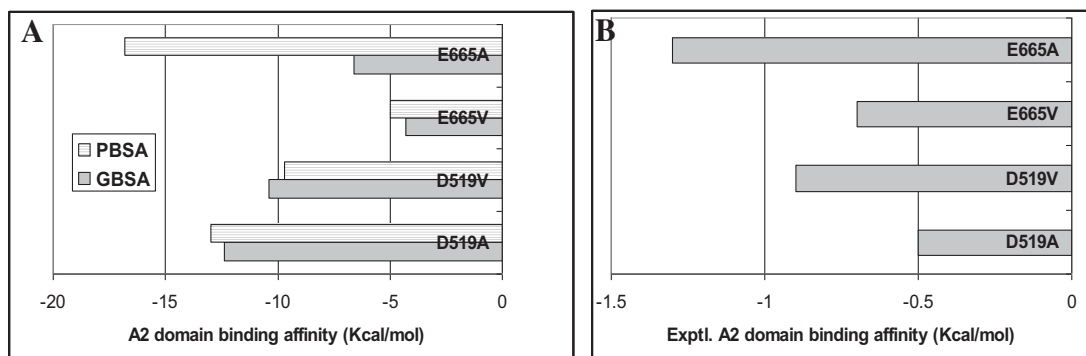 A
E665A
E665V
D519V
D519A
PBSA
GBSA
-20 -15 -10 -5 0
A2 domain binding affinity (Kcal/mol)
B
E665A
E665V
D519V
D519A
-1.5 -1 -0.5 0
Exptl. A2 domain binding affinity (Kcal/mol)